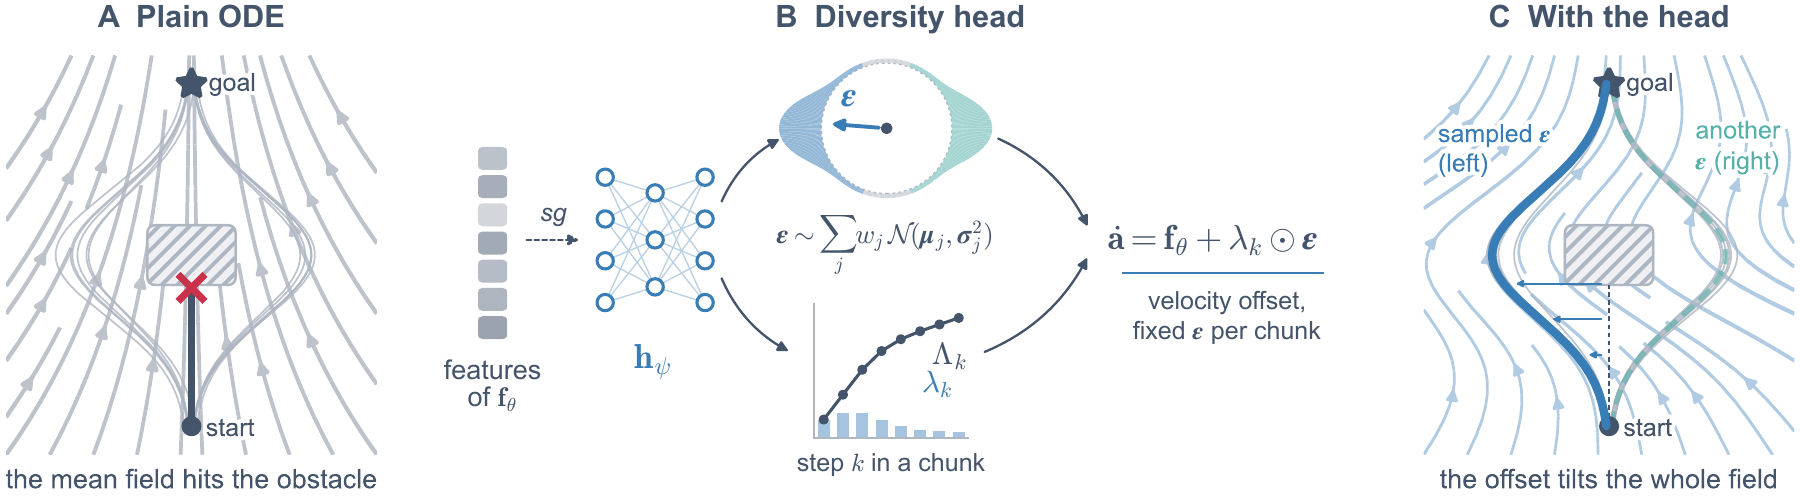 A Plain ODE
goal
start
the mean field hits the obstacle
B Diversity head
features
of f_θ
sg
h_ψ
ε
ε ∼ ∑_j w_j 𝒩(μ_j, σ_j^2)
Λ_k
λ_k
step k in a chunk
ȧ = f_θ + λ_k ⊙ ε
velocity offset,
fixed ε per chunk
C With the head
goal
sampled ε
(left)
another
ε (right)
start
the offset tilts the whole field